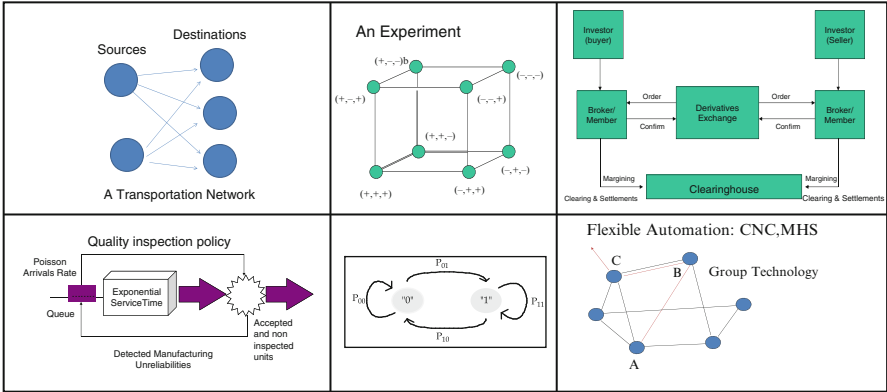 Destinations
Sources
A Transportation Network
An Experiment
(+,–,–)b
(–,–,–)
(+,–,+)
(–,–,+)
(+,+,–)
(–,+,–)
(+,+,+)
(–,+,+)
Investor
(buyer)
Investor
(Seller)
Order
Order
Broker/
Member
Derivatives
Exchange
Broker/
Member
Confirm
Confirm
Margining
Clearinghouse
Margining
Clearing & Settlements
Clearing & Settlements
Quality inspection policy
Poisson
Arrivals Rate
Exponential
ServiceTime
Queue
Accepted
and non
inspected
units
Detected Manufacturing
Unreliabilities
P01
P00
"0"
"1"
P11
P10
Flexible Automation: CNC,MHS
C
B
Group Technology
A